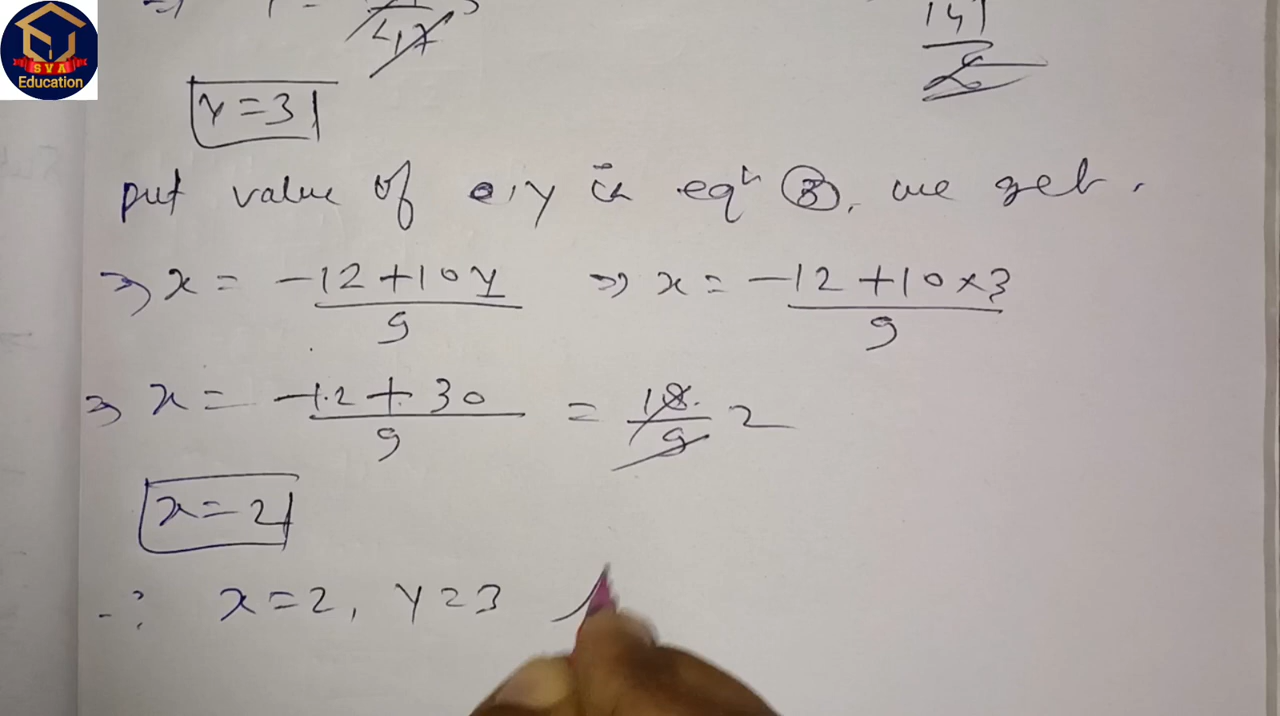 SVA
Education
47
141
Y=3
put value of y in eqn (3), we get.
=> x = -12+10y/9 => x = -12+10×3/9
=> x = -12+30/9 = 18/9 2
x=2
∴ x=2, y=3